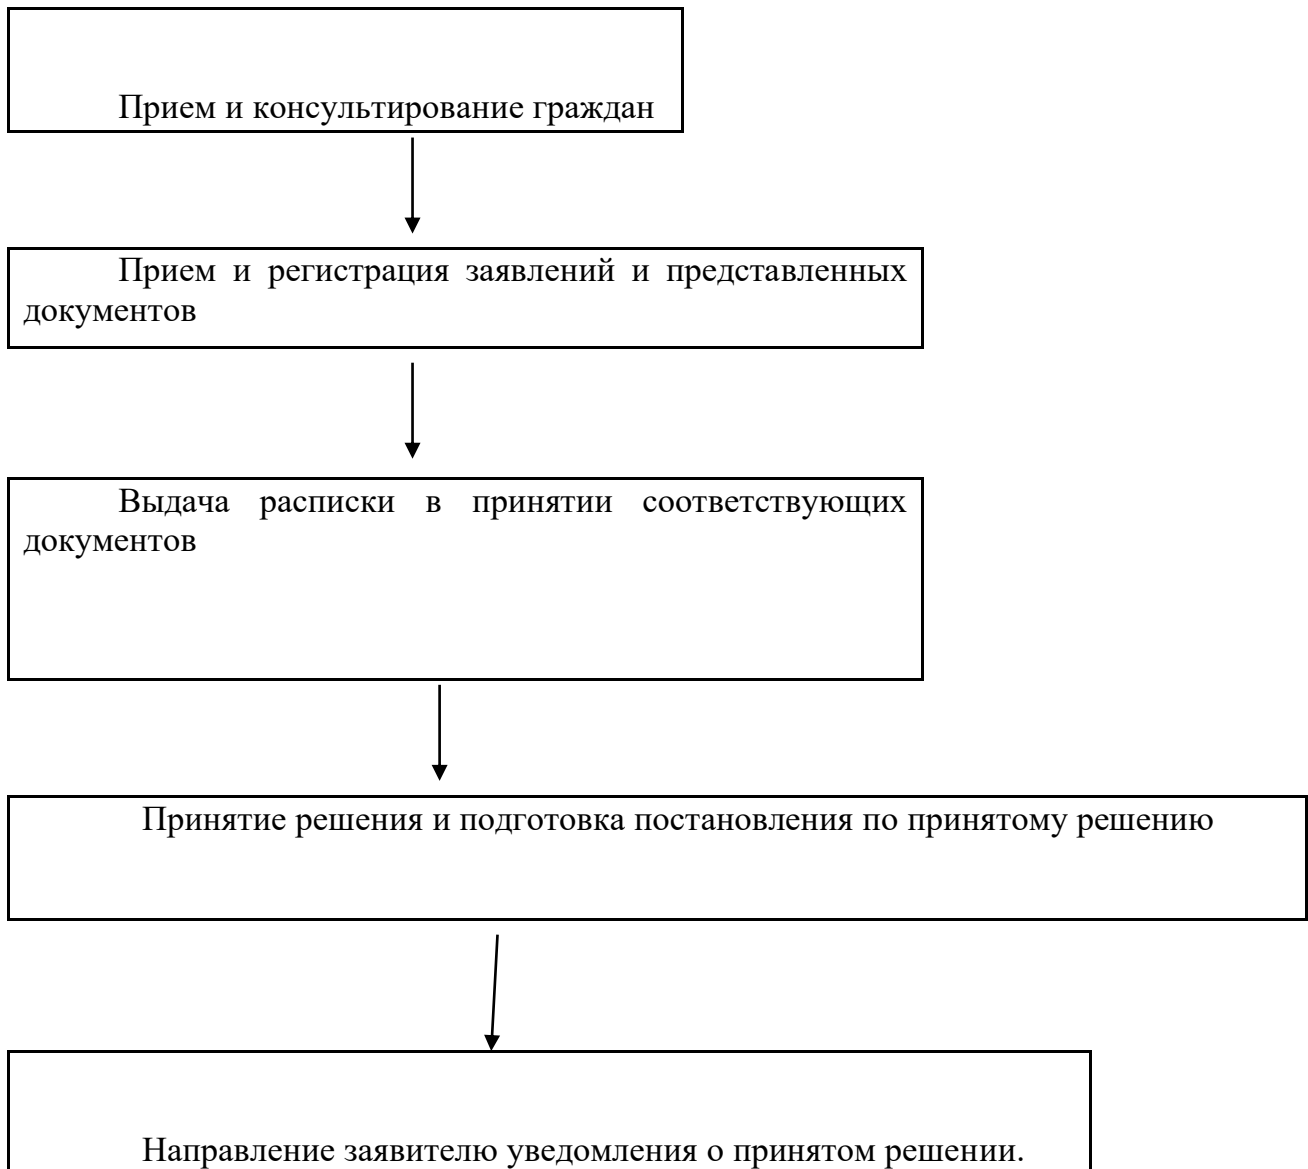 Прием и консультирование граждан
Прием и регистрация заявлений и представленных
документов
Выдача расписки в принятии соответствующих
документов
Принятие решения и подготовка постановления по принятому решению
Направление заявителю уведомления о принятом решении.